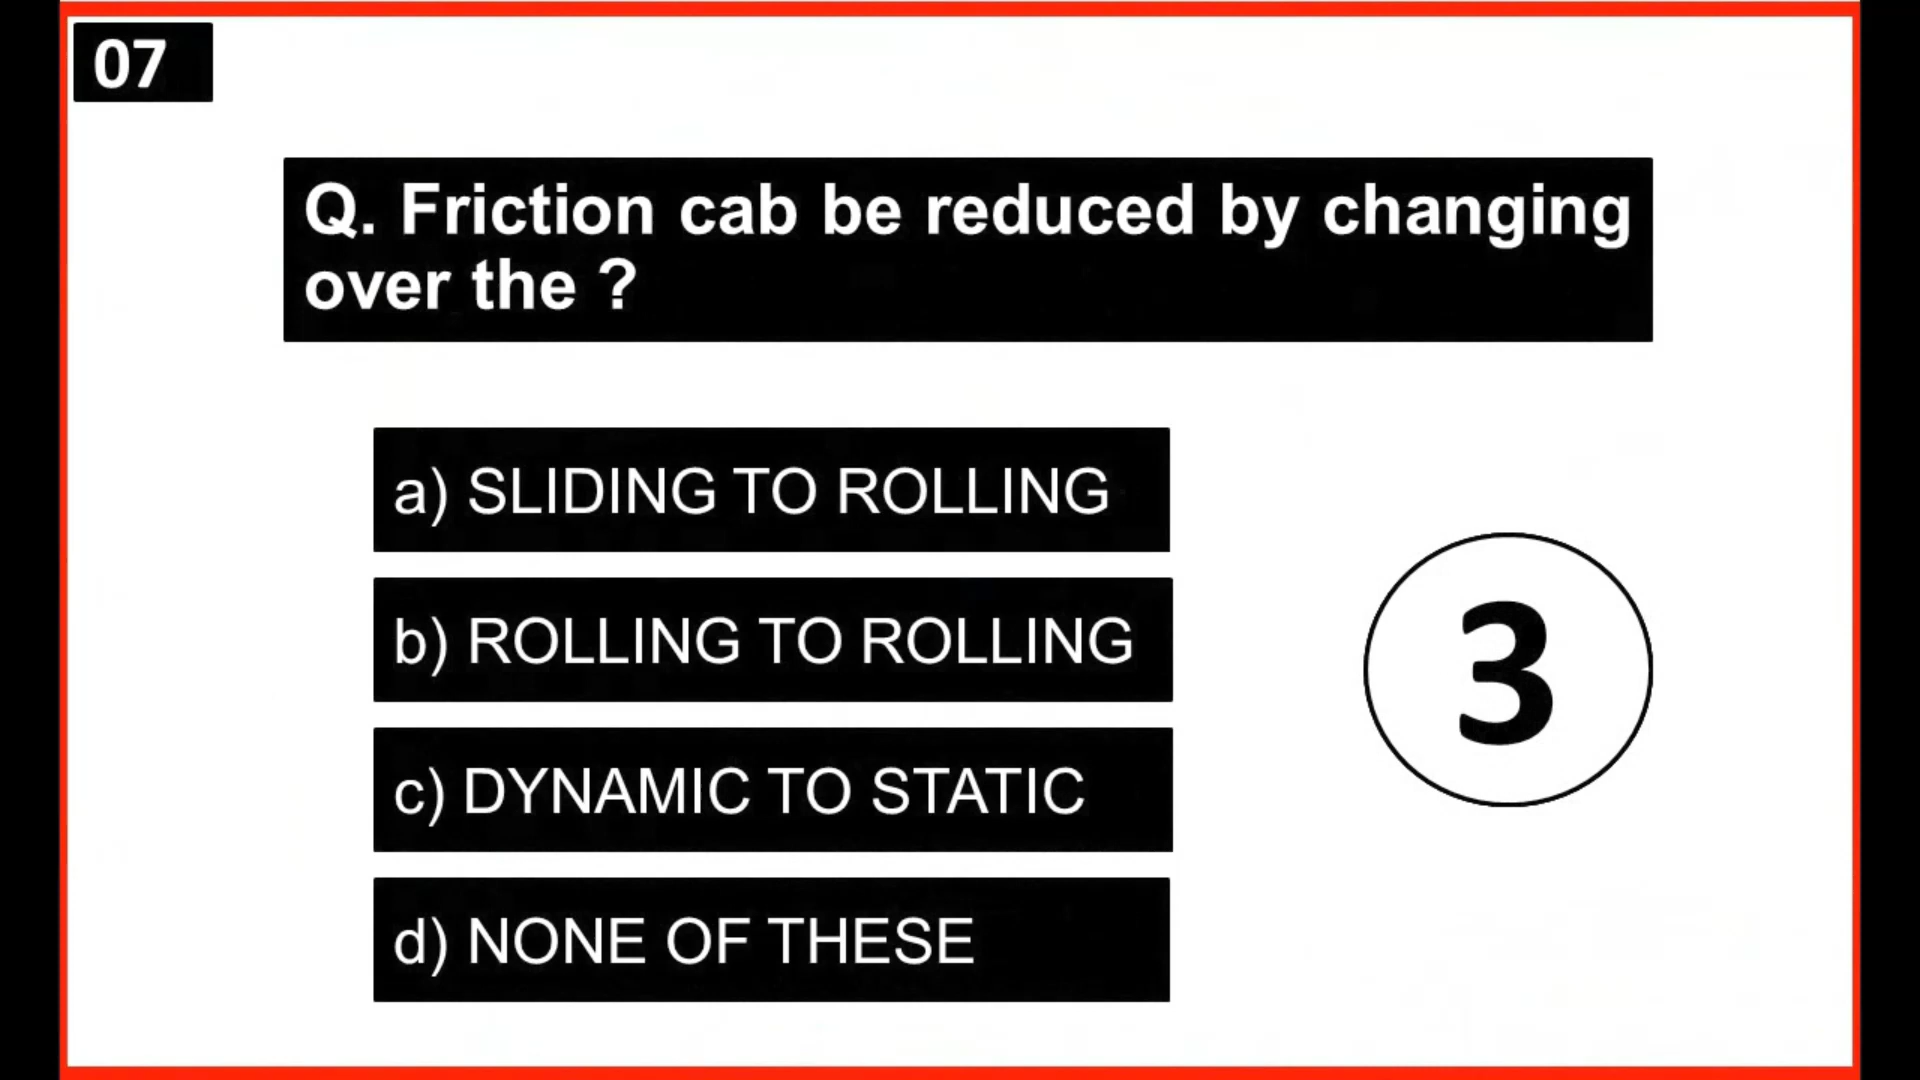 07
Q. Friction cab be reduced by changing
over the ?
a) SLIDING TO ROLLING
b) ROLLING TO ROLLING
c) DYNAMIC TO STATIC
d) NONE OF THESE
3